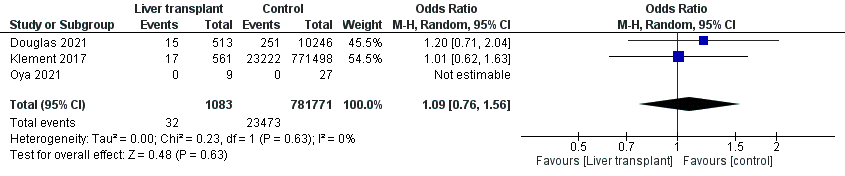 Liver transplant Control Odds Ratio Odds Ratio
Study or Subgroup Events Total Events Total Weight M-H, Random, 95% CI M-H, Random, 95% CI
Douglas 2021 15 513 251 10246 45.5% 1.20 [0.71, 2.04]
Klement 2017 17 561 23222 771498 54.5% 1.01 [0.62, 1.63]
Oya 2021 0 9 0 27 Not estimable
Total (95% CI) 1083 781771 100.0% 1.09 [0.76, 1.56]
Total events 32 23473
Heterogeneity: Tau² = 0.00; Chi² = 0.23, df = 1 (P = 0.63); I² = 0%
Test for overall effect: Z = 0.48 (P = 0.63)
0.5 0.7 1 1.5 2
Favours [Liver transplant] Favours [control]